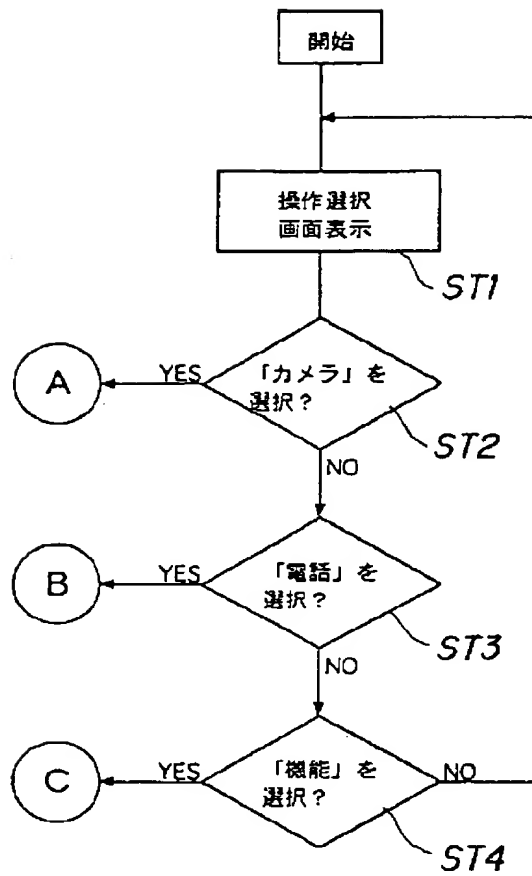 開始
操作選択
画面表示
ST1
「カメラ」を
選択？
YES
A
ST2
NO
「電話」を
選択？
YES
B
ST3
NO
「機能」を
選択？
YES
C
NO
ST4